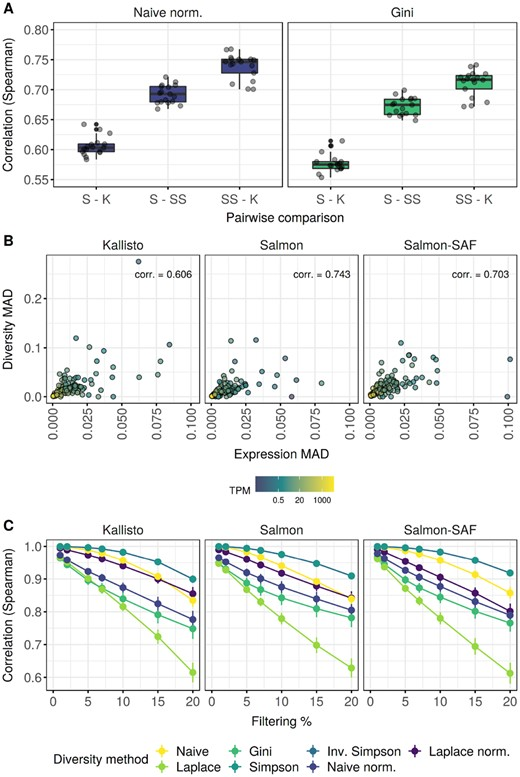 A
Naive norm.
Gini
Correlation (Spearman)
0.75
0.70
0.65
0.60
0.55
S - K
S - SS
SS - K
S - K
S - SS
SS - K
Pairwise comparison
B
Kallisto
Salmon
Salmon-SAF
corr. = 0.606
corr. = 0.743
corr. = 0.703
Diversity MAD
0.2
0.1
0.0
0.000
0.025
0.050
0.075
0.100
0.000
0.025
0.050
0.075
0.100
0.000
0.025
0.050
0.075
0.100
Expression MAD
TPM
0.5
20
1000
C
Kallisto
Salmon
Salmon-SAF
Correlation (Spearman)
1.0
0.9
0.8
0.7
0.6
0
5
10
15
20
0
5
10
15
20
0
5
10
15
20
Filtering %
Diversity method
Naive
Gini
Inv. Simpson
Laplace norm.
Laplace
Simpson
Naive norm.